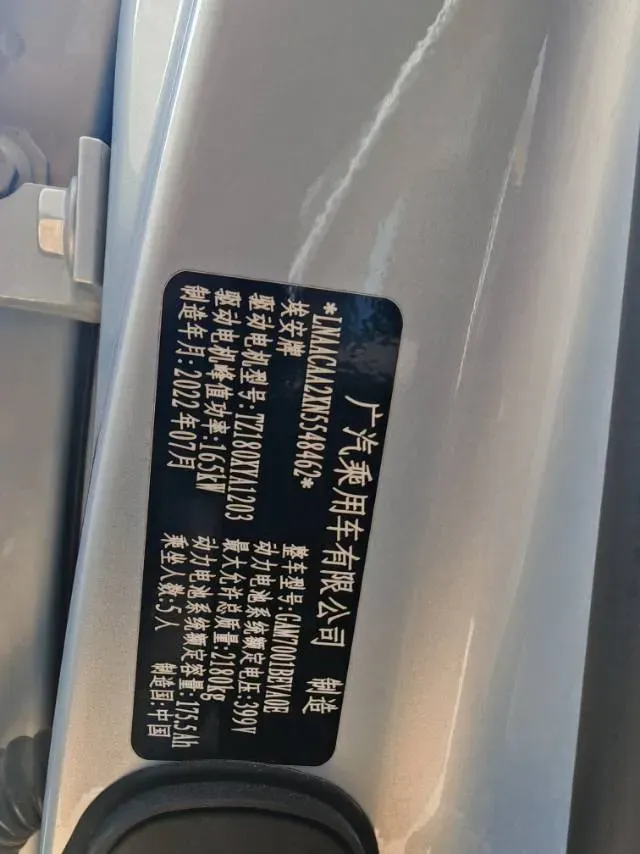 广汽乘用车有限公司 制造
*LMACAA2XN5548462*
埃安牌 整车型号:GAM7001BEVA0E
驱动电机型号:TZ180XYA1203 动力电池系统额定电压:399V
驱动电机峰值功率:165kW 最大允许总质量:2180kg
制造年月:2022年07月 动力电池系统额定容量:175.5Ah
乘坐人数:5人 制造国:中国